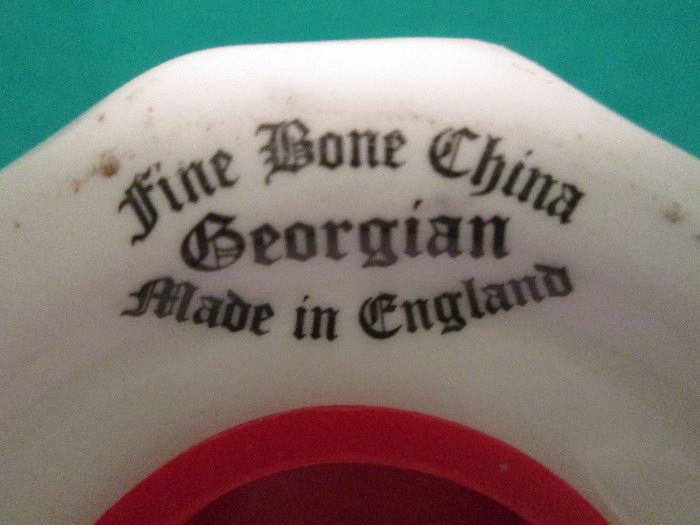 Fine Bone China
Georgian
Made in England